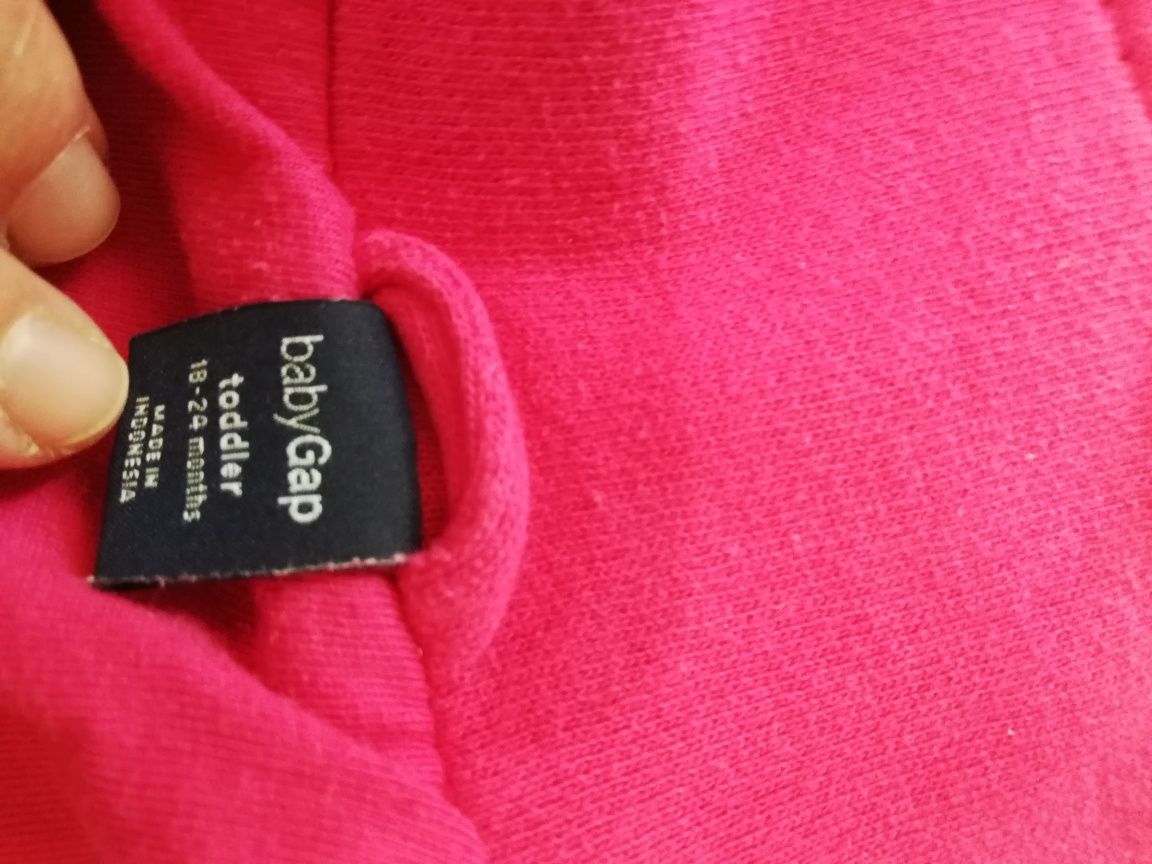 babyGap
toddler
18-24 months
MADE IN
INDONESIA